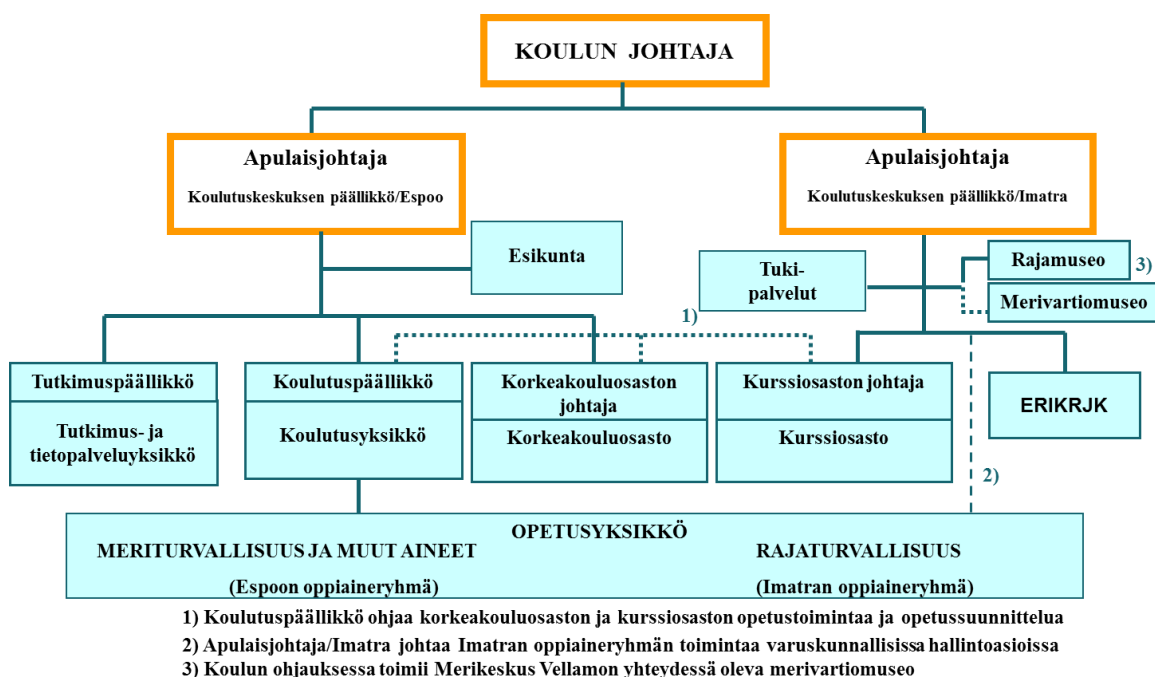 KOULUN JOHTAJA
Apulaisjohtaja
Koulutuskeskuksen päällikkö/Espoo
Apulaisjohtaja
Koulutuskeskuksen päällikkö/Imatra
Esikunta
Tuki-
palvelut
Rajamuseo
3)
Merivartiomuseo
1)
Tutkimuspäällikkö
Tutkimus- ja
tietopalveluyksikkö
Koulutuspäällikkö
Koulutusyksikkö
Korkeakouluosaston
johtaja
Korkeakouluosasto
Kurssiosaston johtaja
Kurssiosasto
ERIKRJK
2)
OPETUSYKSIKKÖ
MERITURVALLISUUS JA MUUT AINEET
(Espoon oppiaineryhmä)
RAJATURVALLISUUS
(Imatran oppiaineryhmä)
1) Koulutuspäällikkö ohjaa korkeakouluosaston ja kurssiosaston opetustoimintaa ja opetussuunnittelua
2) Apulaisjohtaja/Imatra johtaa Imatran oppiaineryhmän toimintaa varuskunnallisissa hallintoasioissa
3) Koulun ohjauksessa toimii Merikeskus Vellamon yhteydessä oleva merivartiomuseo